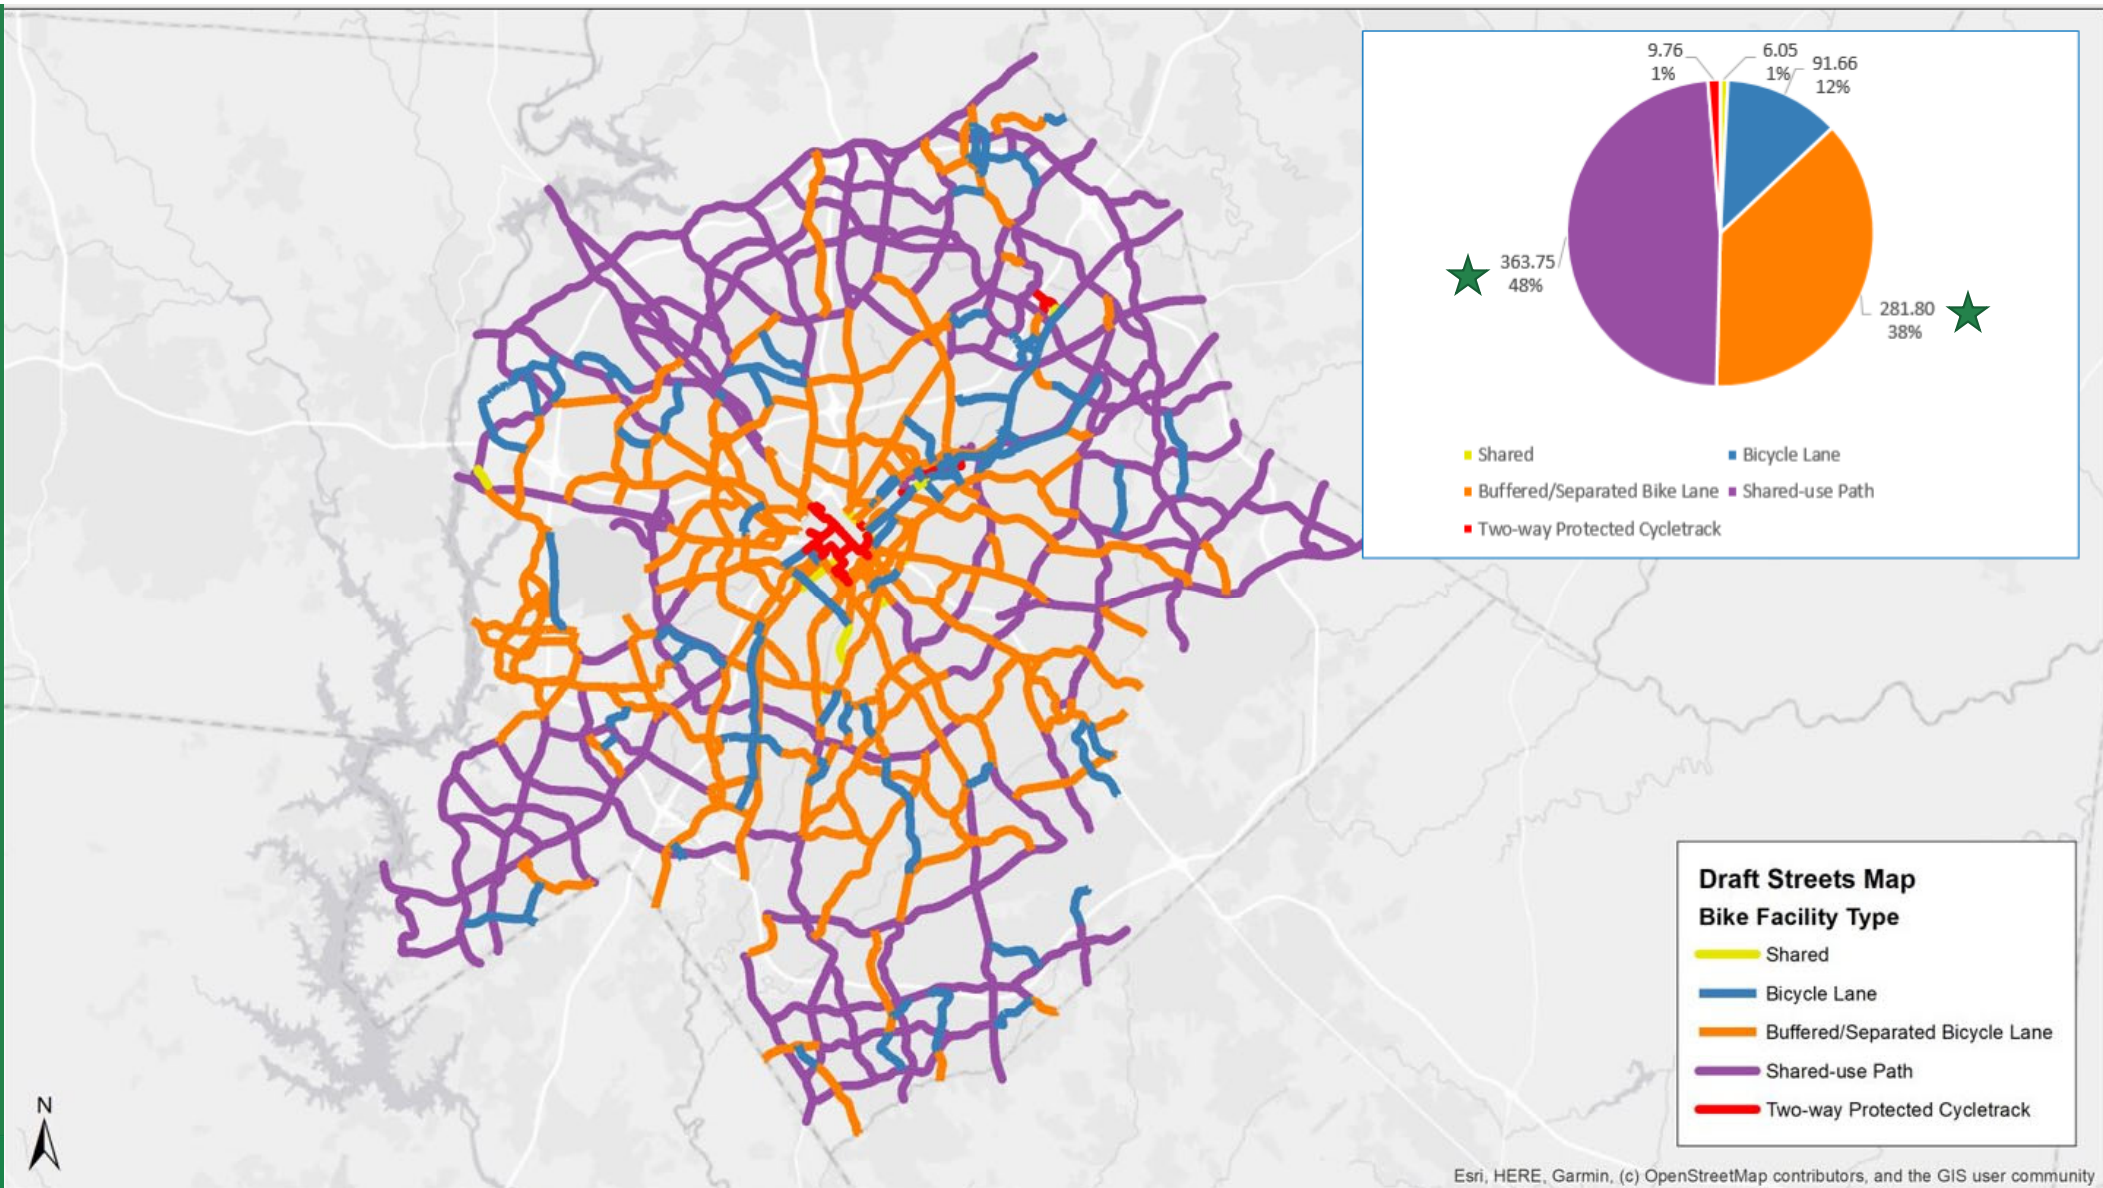 9.76
1%
6.05
1%
91.66
12%
363.75
48%
281.80
38%
Shared
Bicycle Lane
Buffered/Separated Bike Lane
Shared-use Path
Two-way Protected Cycletrack
Draft Streets Map
Bike Facility Type
Shared
Bicycle Lane
Buffered/Separated Bicycle Lane
Shared-use Path
Two-way Protected Cycletrack
N
Esri, HERE, Garmin, (c) OpenStreetMap contributors, and the GIS user community